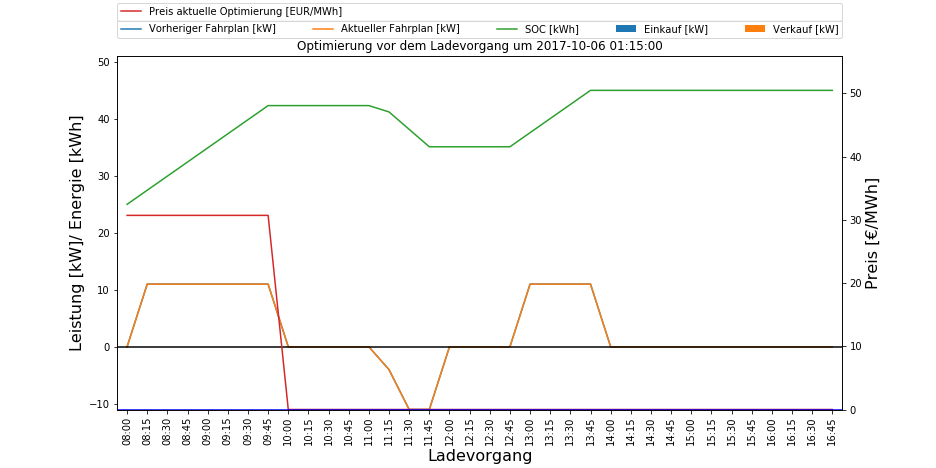 Preis aktuelle Optimierung [EUR/MWh]
Vorheriger Fahrplan [kW] Aktueller Fahrplan [kW] SOC [kWh] Einkauf [kW] Verkauf [kW]
Optimierung vor dem Ladevorgang um 2017-10-06 01:15:00
Leistung [kW]/ Energie [kWh]
50
40
30
20
10
0
−10
Preis [€/MWh]
50
40
30
20
10
0
08:00 08:15 08:30 08:45 09:00 09:15 09:30 09:45 10:00 10:15 10:30 10:45 11:00 11:15 11:30 11:45 12:00 12:15 12:30 12:45 13:00 13:15 13:30 13:45 14:00 14:15 14:30 14:45 15:00 15:15 15:30 15:45 16:00 16:15 16:30 16:45
Ladevorgang